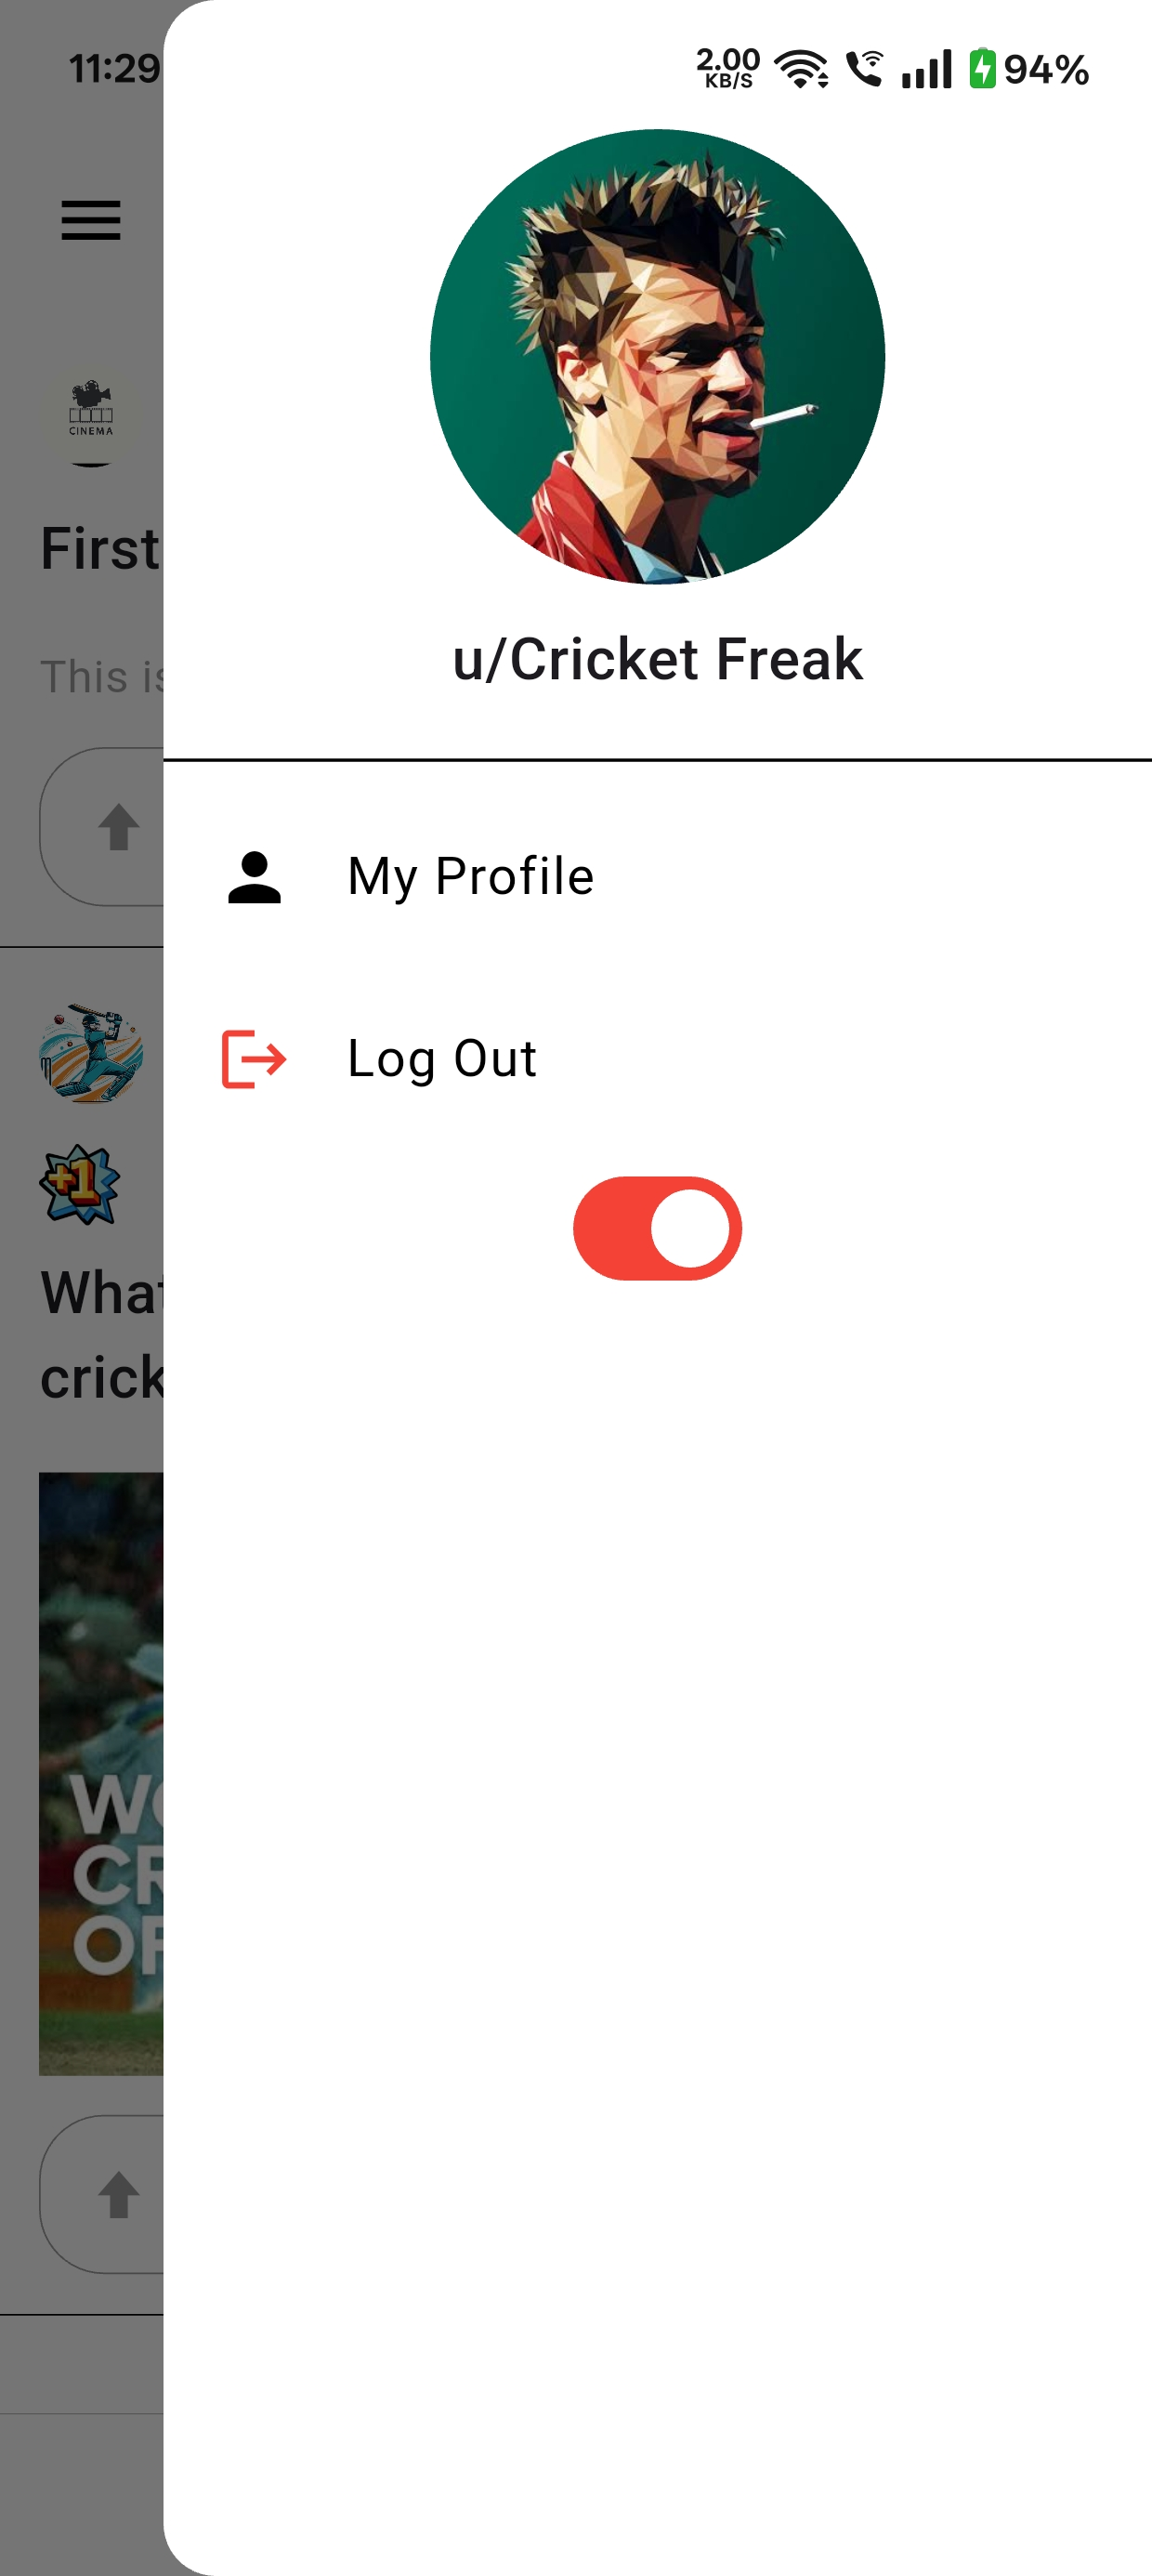 11:29
2.00
KB/S
94%
u/Cricket Freak
My Profile
Log Out
CINEMA
First
This is
+1
What
crick
WO
CR
OF